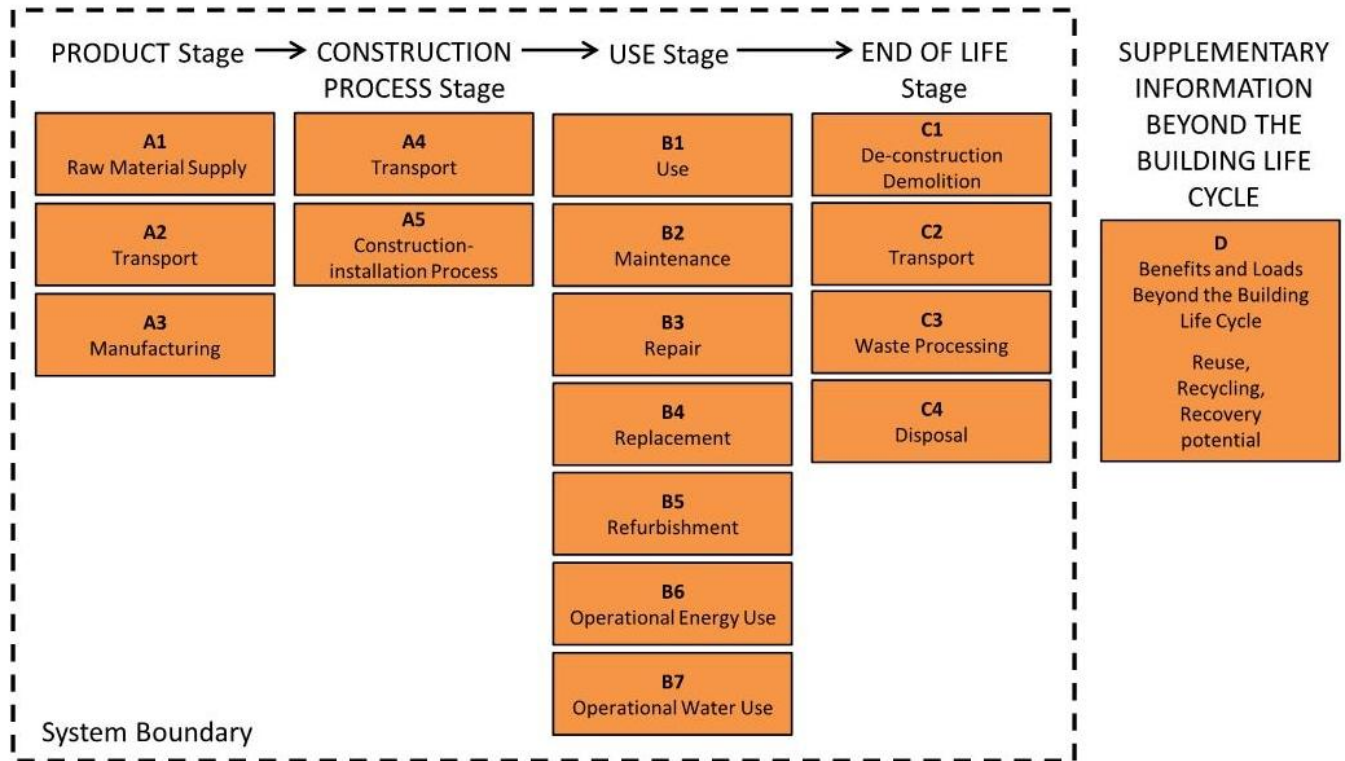 PRODUCT Stage
CONSTRUCTION
PROCESS Stage
USE Stage
END OF LIFE
Stage
SUPPLEMENTARY
INFORMATION
BEYOND THE
BUILDING LIFE
CYCLE
A1
Raw Material Supply
A2
Transport
A3
Manufacturing
A4
Transport
A5
Construction-
installation Process
B1
Use
B2
Maintenance
B3
Repair
B4
Replacement
B5
Refurbishment
B6
Operational Energy Use
B7
Operational Water Use
C1
De-construction
Demolition
C2
Transport
C3
Waste Processing
C4
Disposal
D
Benefits and Loads
Beyond the Building
Life Cycle
Reuse,
Recycling,
Recovery
potential
System Boundary